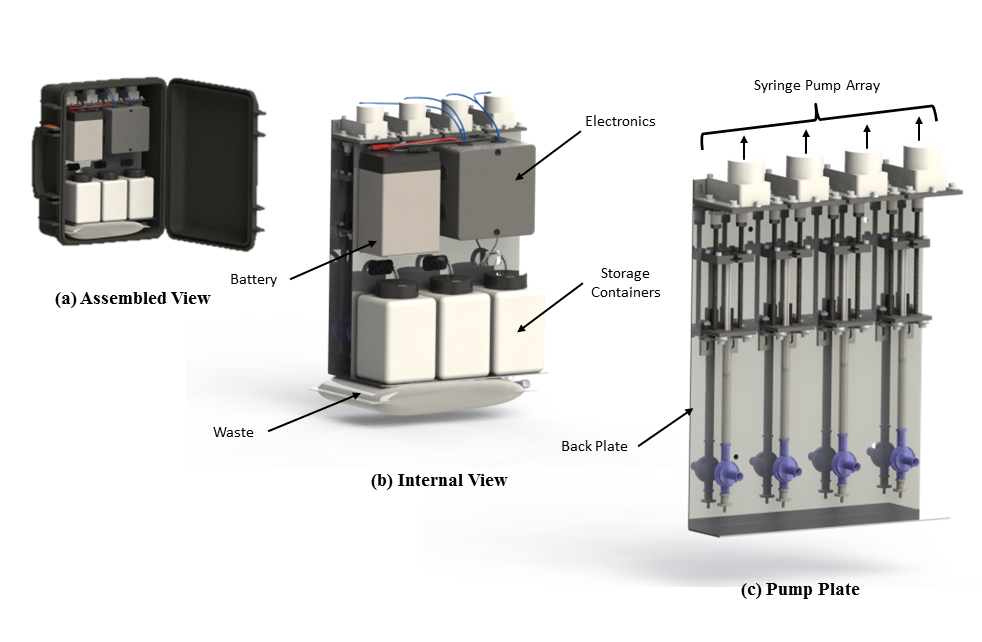 Syringe Pump Array
Electronics
Battery
Storage
Containers
(a) Assembled View
Waste
Back Plate
(b) Internal View
(c) Pump Plate